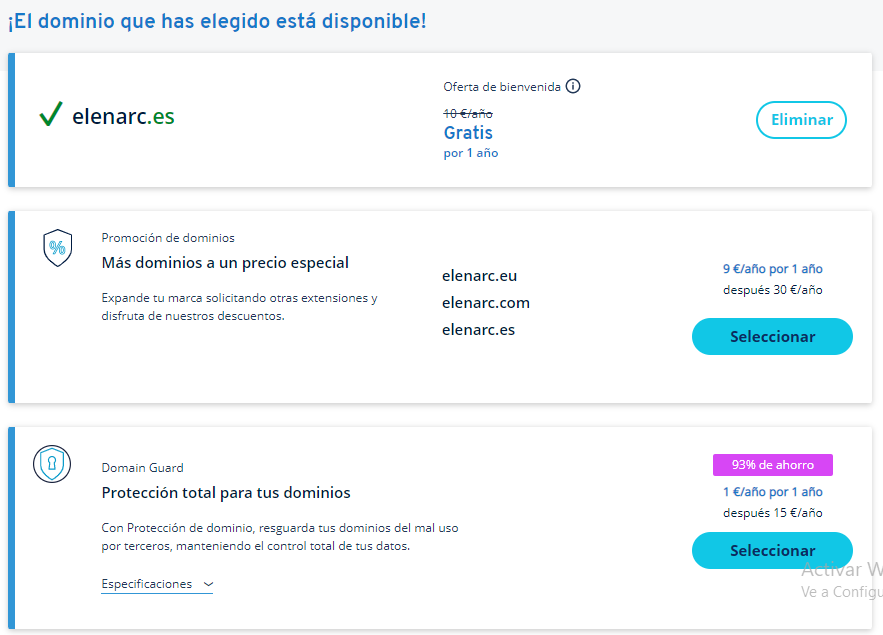 ¡El dominio que has elegido está disponible!
Oferta de bienvenida
elenarc.es
10 €/año
Gratis
por 1 año
Eliminar
%
Promoción de dominios
Más dominios a un precio especial
Expande tu marca solicitando otras extensiones y
disfruta de nuestros descuentos.
elenarc.eu
elenarc.com
elenarc.es
9 €/año por 1 año
después 30 €/año
Seleccionar
Domain Guard
Protección total para tus dominios
Con Protección de dominio, resguarda tus dominios del mal uso
por terceros, manteniendo el control total de tus datos.
Especificaciones
93% de ahorro
1 €/año por 1 año
después 15 €/año
Seleccionar
Activar W
Ve a Configu